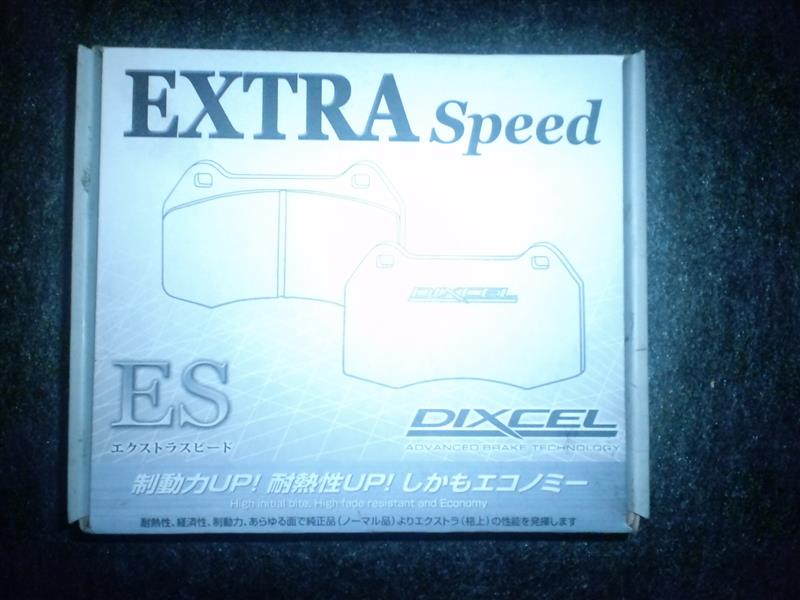 EXTRA Speed
DIXCEL
ES
エクストラスピード
DIXCEL
ADVANCED BRAKE TECHNOLOGY
制動力UP! 耐熱性UP! しかもエコノミー
High initial bite, High fade resistant and Economy
耐熱性、経済性、制動力、あらゆる面で純正品(ノーマル品)よりエクストラ(格上)の性能を発揮します